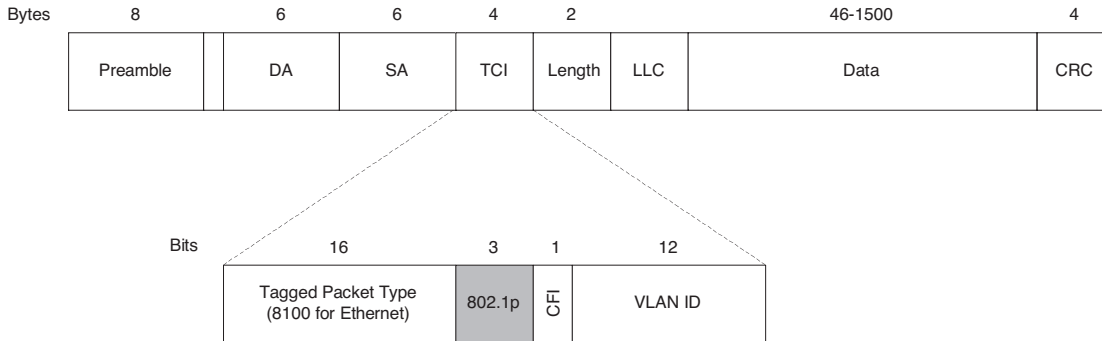 Bytes 8 6 6 4 2 46-1500 4
Preamble DA SA TCI Length LLC Data CRC
Bits 16 3 1 12
Tagged Packet Type
(8100 for Ethernet)
802.1p CFI VLAN ID